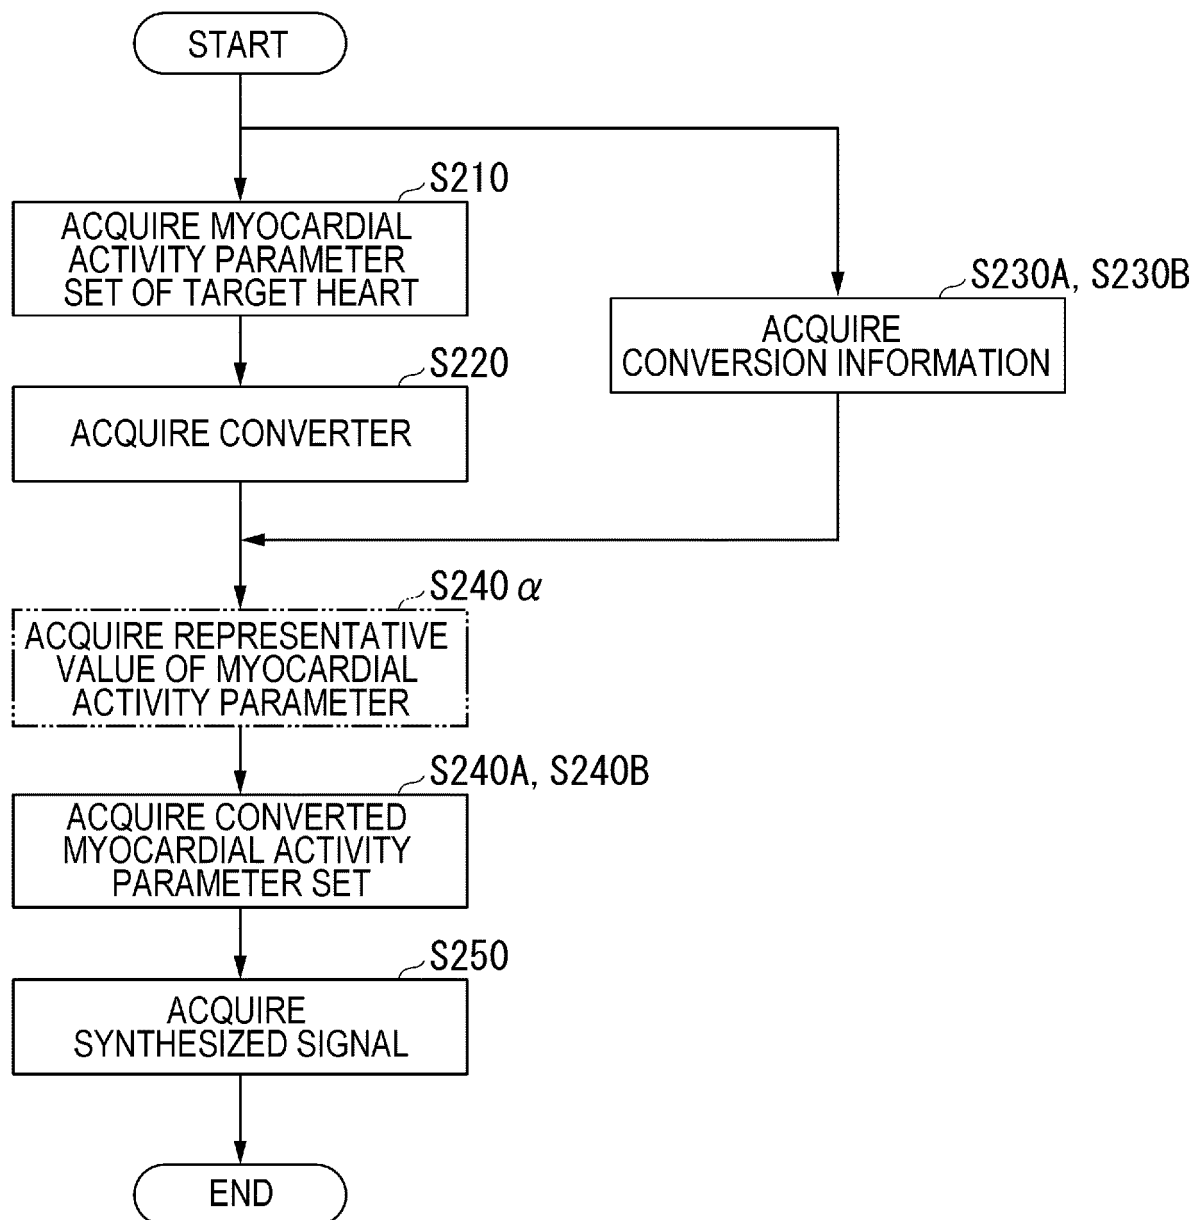 START
S210
ACQUIRE MYOCARDIAL
ACTIVITY PARAMETER
SET OF TARGET HEART
S230A, S230B
ACQUIRE
CONVERSION INFORMATION
S220
ACQUIRE CONVERTER
S240α
ACQUIRE REPRESENTATIVE
VALUE OF MYOCARDIAL
ACTIVITY PARAMETER
S240A, S240B
ACQUIRE CONVERTED
MYOCARDIAL ACTIVITY
PARAMETER SET
S250
ACQUIRE
SYNTHESIZED SIGNAL
END